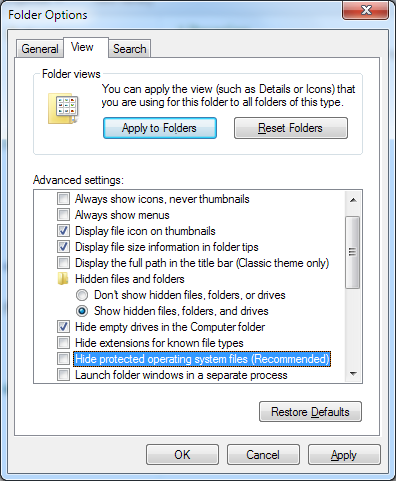 Folder Options
General View Search
Folder views
You can apply the view (such as Details or Icons) that
you are using for this folder to all folders of this type.
Apply to Folders Reset Folders
Advanced settings:
Always show icons, never thumbnails
Always show menus
Display file icon on thumbnails
Display file size information in folder tips
Display the full path in the title bar (Classic theme only)
Hidden files and folders
Don't show hidden files, folders, or drives
Show hidden files, folders, and drives
Hide empty drives in the Computer folder
Hide extensions for known file types
Hide protected operating system files (Recommended)
Launch folder windows in a separate process
Restore Defaults
OK Cancel Apply